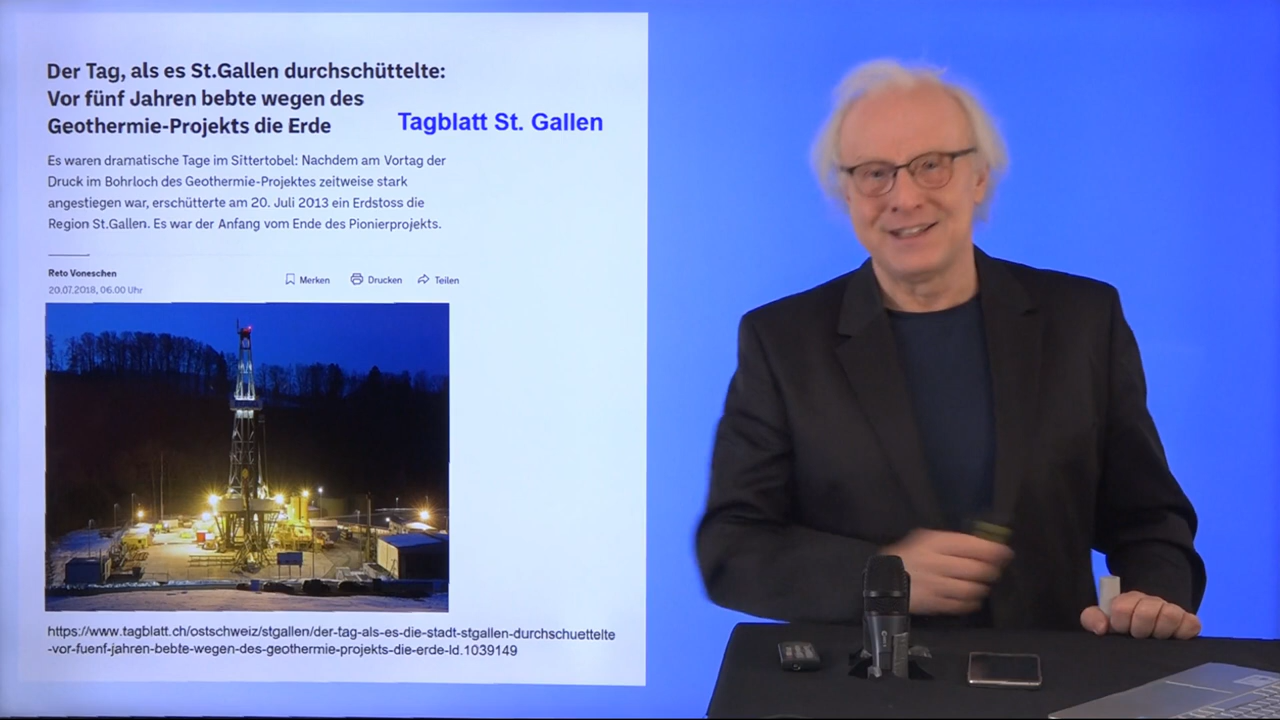 Der Tag, als es St.Gallen durchschüttelte:
Vor fünf Jahren bebte wegen des
Geothermie-Projekts die Erde
Tagblatt St. Gallen
Es waren dramatische Tage im Sittertobel: Nachdem am Vortag der
Druck im Bohrloch des Geothermie-Projektes zeitweise stark
angestiegen war, erschütterte am 20. Juli 2013 ein Erdstoss die
Region St.Gallen. Es war der Anfang vom Ende des Pionierprojekts.
Reto Voneschen
20.07.2018, 06.00 Uhr
Merken Drucken Teilen
https://www.tagblatt.ch/ostschweiz/stgallen/der-tag-als-es-die-stadt-stgallen-durchschuettelte
-vor-fuenf-jahren-bebte-wegen-des-geothermie-projekts-die-erde-ld.1039149